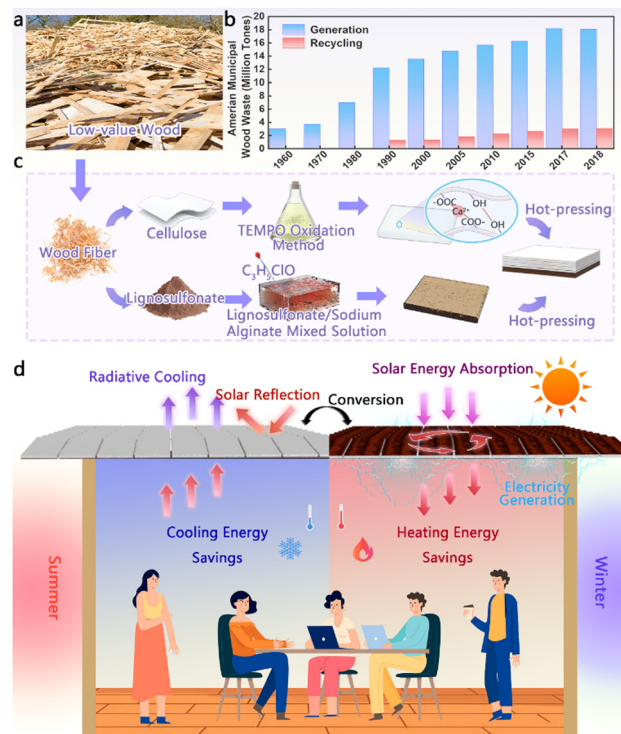 a
Low-value Wood
b
Amerian Municipal
Wood Waste (Million Tones)
20
18
16
14
12
10
8
6
4
2
0
Generation
Recycling
1960
1970
1980
1990
2000
2005
2010
2015
2017
2018
c
Wood Fiber
Cellulose
TEMPO Oxidation
Method
-OOC
OH
Ca²⁺
COO-
OH
Hot-pressing
Lignosulfonate
C₃H₅ClO
Lignosulfonate/Sodium
Alginate Mixed Solution
Hot-pressing
d
Radiative Cooling
Solar Reflection
Conversion
Solar Energy Absorption
Electricity
Generation
Cooling Energy
Savings
Heating Energy
Savings
Summer
Winter